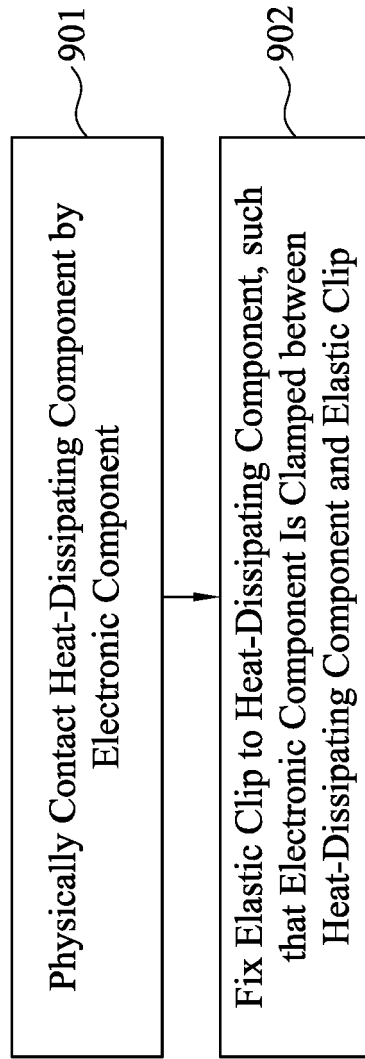 Physically Contact Heat-Dissipating Component by
Electronic Component
901
Fix Elastic Clip to Heat-Dissipating Component, such
that Electronic Component Is Clamped between
Heat-Dissipating Component and Elastic Clip
902